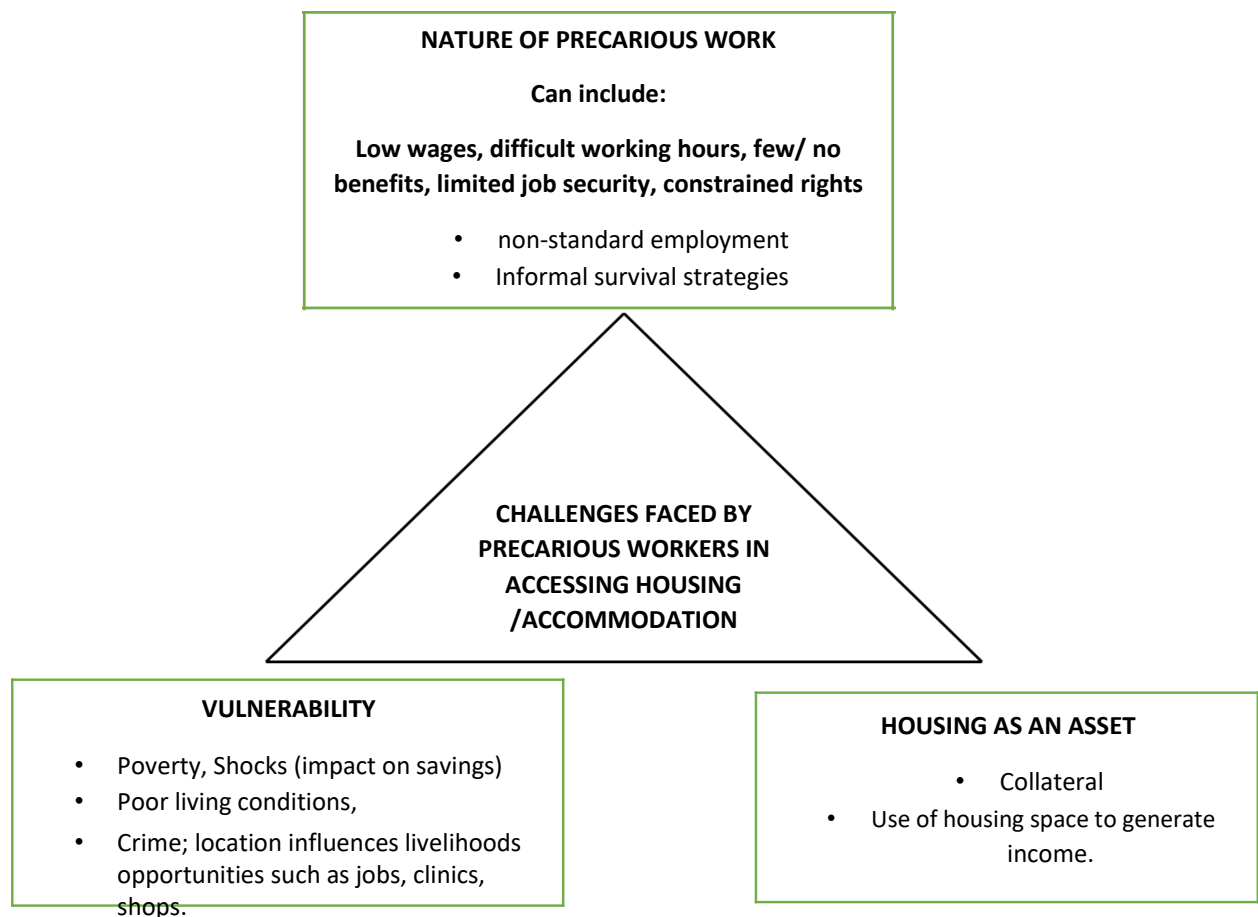 NATURE OF PRECARIOUS WORK
Can include:
Low wages, difficult working hours, few/ no
benefits, limited job security, constrained rights
• non-standard employment
• Informal survival strategies
CHALLENGES FACED BY
PRECARIOUS WORKERS IN
ACCESSING HOUSING
/ACCOMMODATION
VULNERABILITY
• Poverty, Shocks (impact on savings)
• Poor living conditions,
• Crime; location influences livelihoods
opportunities such as jobs, clinics,
shops.
HOUSING AS AN ASSET
• Collateral
• Use of housing space to generate
income.